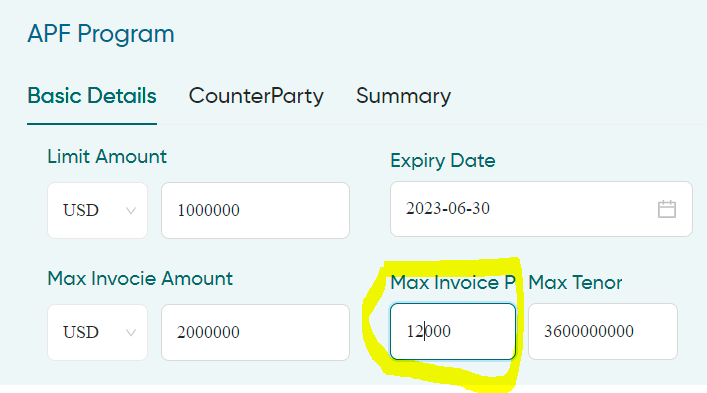 APF Program
Basic Details CounterParty Summary
Limit Amount Expiry Date
USD 1000000 2023-06-30
Max Invocie Amount Max Invoice P Max Tenor
USD 2000000 12000 3600000000